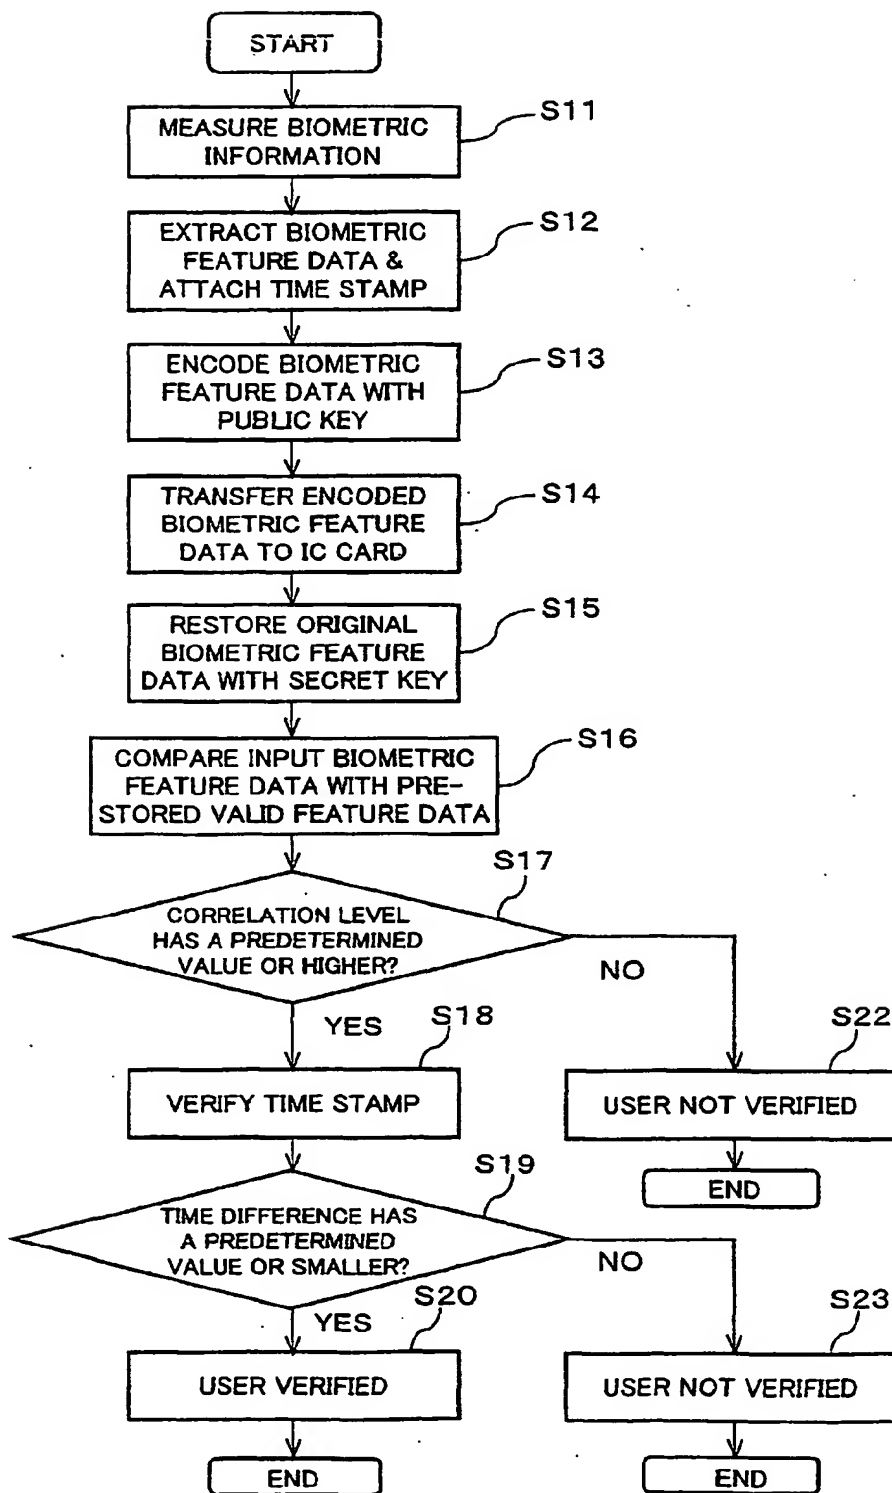 START
S11
MEASURE BIOMETRIC
INFORMATION
S12
EXTRACT BIOMETRIC
FEATURE DATA &
ATTACH TIME STAMP
S13
ENCODE BIOMETRIC
FEATURE DATA WITH
PUBLIC KEY
S14
TRANSFER ENCODED
BIOMETRIC FEATURE
DATA TO IC CARD
S15
RESTORE ORIGINAL
BIOMETRIC FEATURE
DATA WITH SECRET KEY
S16
COMPARE INPUT BIOMETRIC
FEATURE DATA WITH PRE-
STORED VALID FEATURE DATA
S17
CORRELATION LEVEL
HAS A PREDETERMINED
VALUE OR HIGHER?
NO
YES
S18
S22
VERIFY TIME STAMP
USER NOT VERIFIED
END
S19
TIME DIFFERENCE HAS
A PREDETERMINED
VALUE OR SMALLER?
NO
YES
S20
S23
USER VERIFIED
USER NOT VERIFIED
END
END